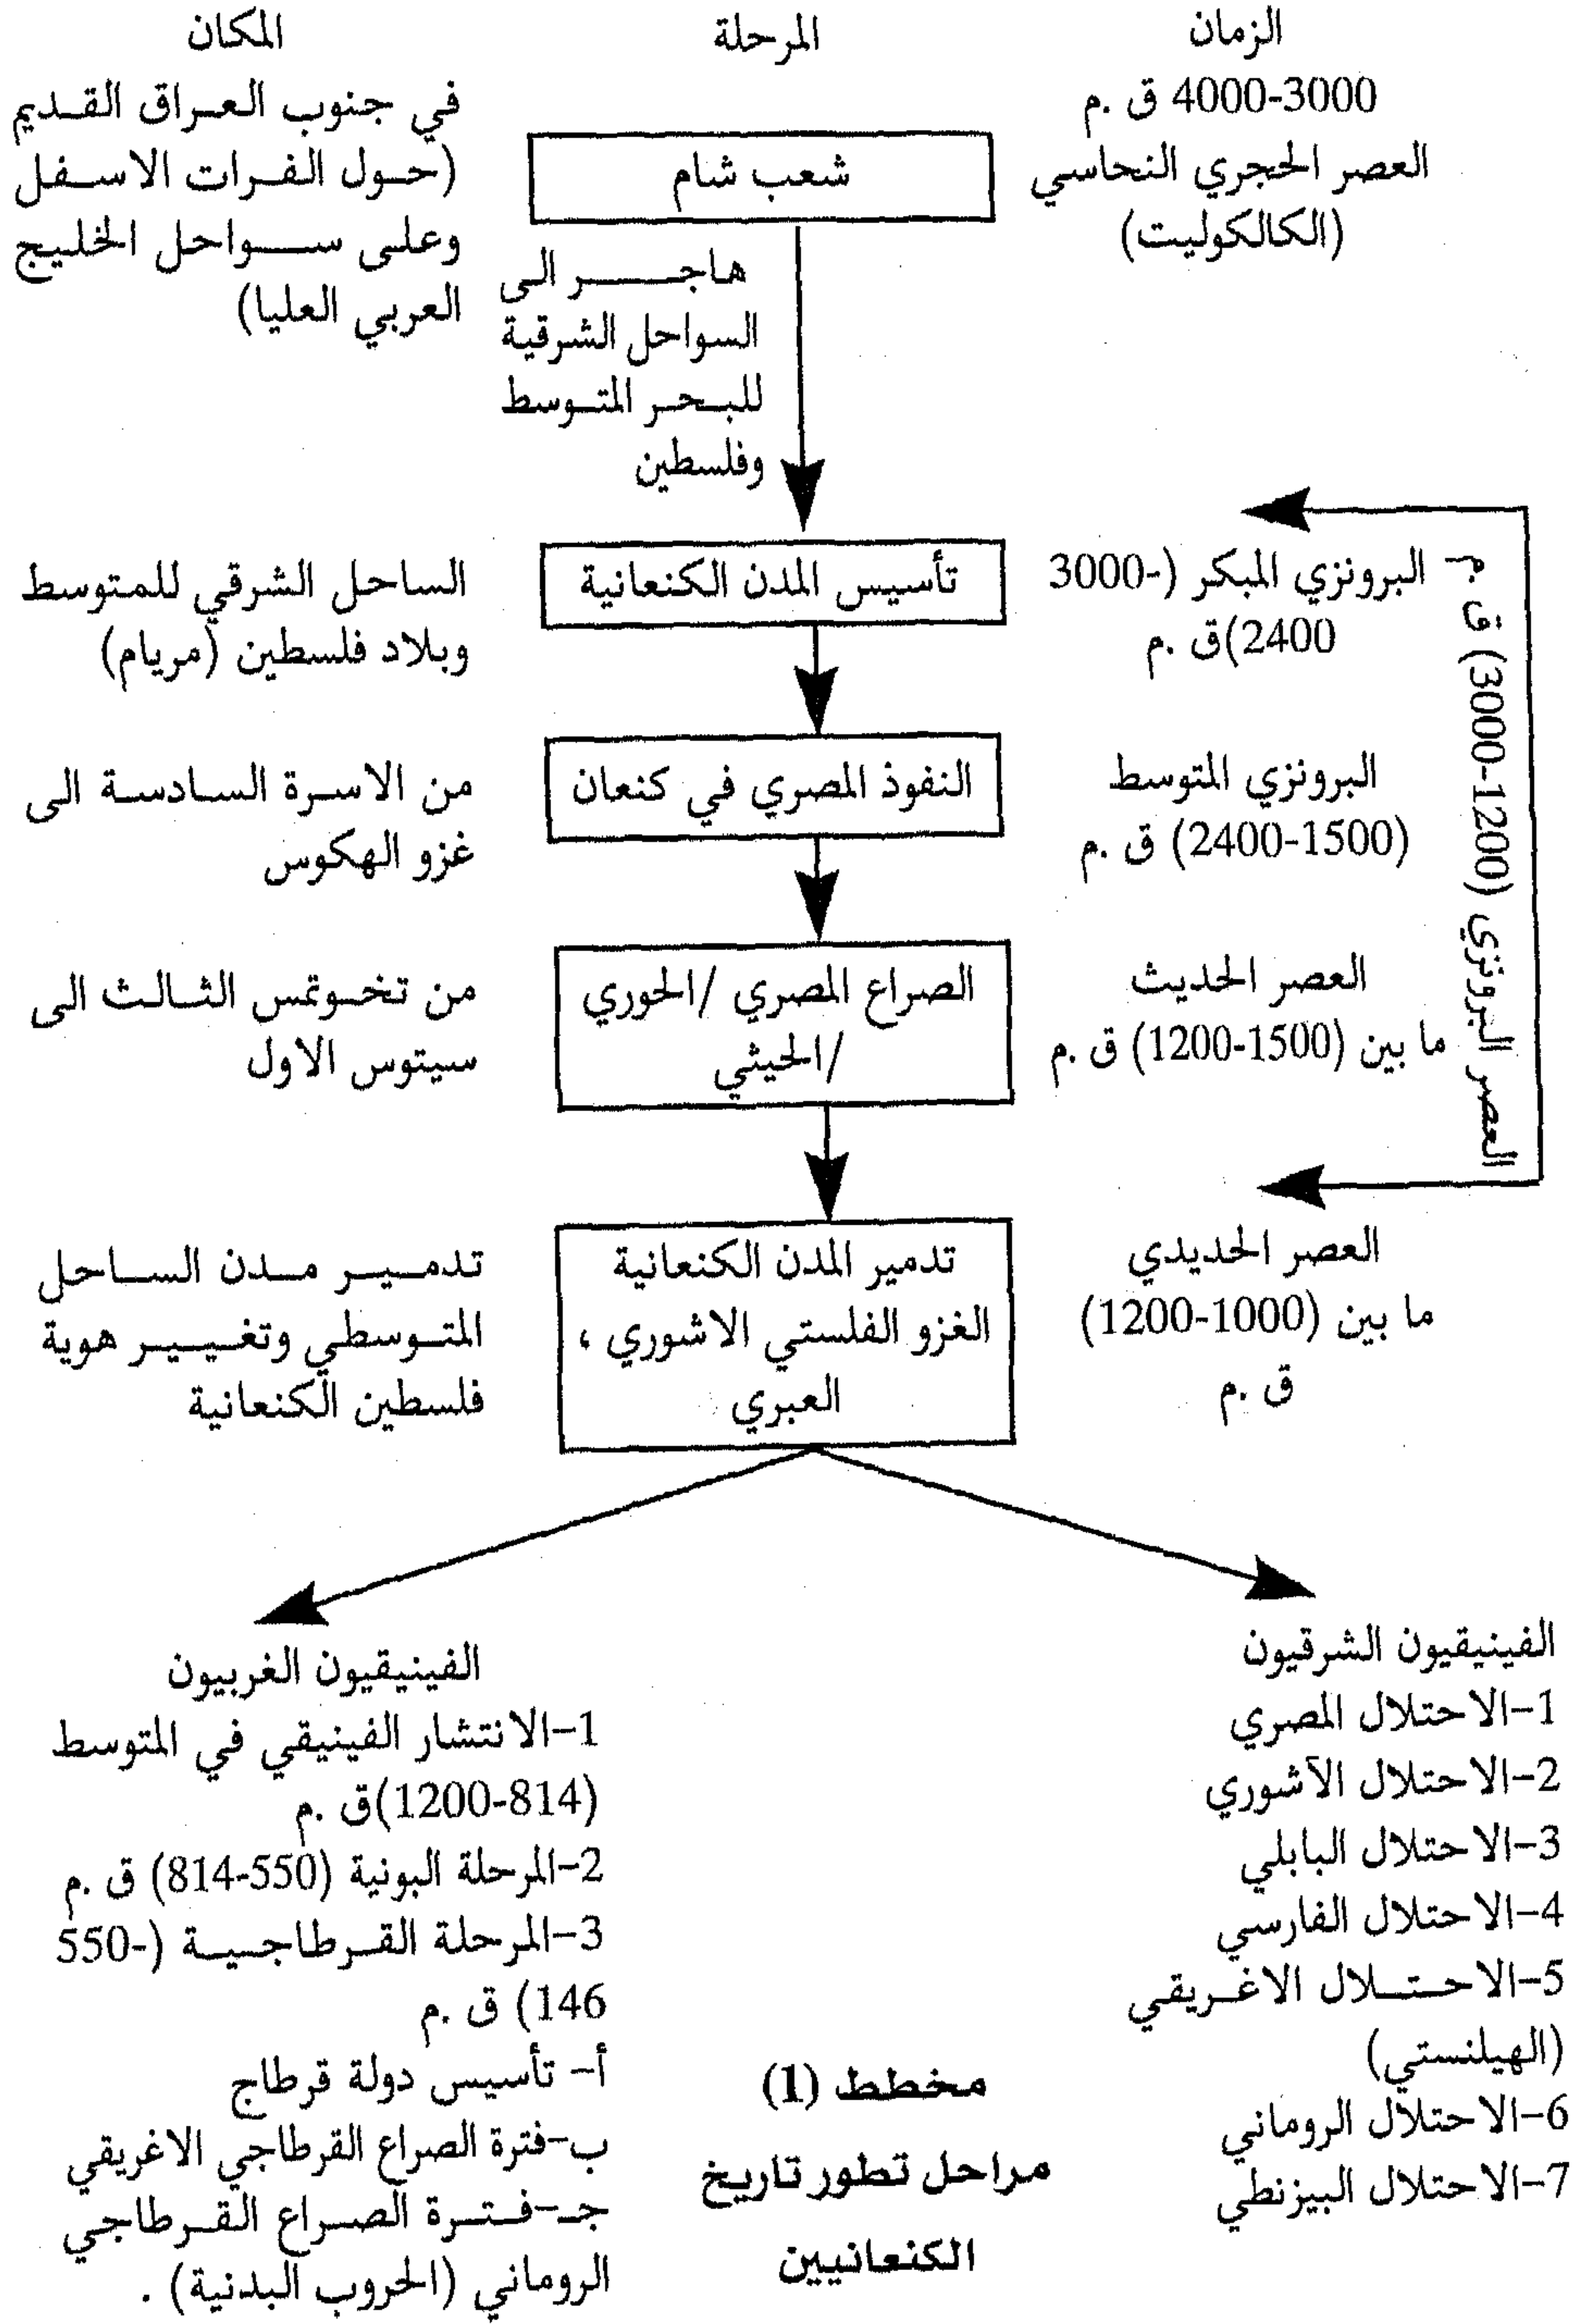 الزمان
المرحلة
المكان
4000-3000 ق .م
العصر الحجري النحاسي
(الكالكوليت)
شعب شام
في جنوب العراق القديم
(حول الفرات الاسفل
وعلى سواحل الخليج
العربي العليا)
هاجر الى
السواحل الشرقية
للبحر المتوسط
وفلسطين
العصر البرونزي (3000-1200) ق .م
البرونزي المبكر (3000-
2400)ق .م
تأسيس المدن الكنعانية
الساحل الشرقي للمتوسط
وبلاد فلسطين (مريام)
البرونزي المتوسط
(2400-1500) ق .م
النفوذ المصري في كنعان
من الاسرة السادسة الى
غزو الهكوس
العصر الحديث
ما بين (1500-1200) ق .م
الصراع المصري /الحوري
/الحيثي
من تخوتمس الثالث الى
سيتوس الاول
العصر الحديدي
ما بين (1000-1200)
ق .م
تدمير المدن الكنعانية
الغزو الفلستي الاشوري ،
العبري
تدمير مدن الساحل
المتوسطي وتغيير هوية
فلسطين الكنعانية
الفينيقيون الشرقيون
1-الاحتلال المصري
2-الاحتلال الآشوري
3-الاحتلال البابلي
4-الاحتلال الفارسي
5-الاحتلال الاغريقي
(الهيلنستي)
6-الاحتلال الروماني
7-الاحتلال البيزنطي
الفينيقيون الغربيون
1-الانتشار الفينيقي في المتوسط
(1200-814)ق .م
2-المرحلة البونية (550-814) ق .م
3-المرحلة القرطاجية (550-
146) ق .م
أ- تأسيس دولة قرطاج
ب-فترة الصراع القرطاجي الاغريقي
جـ-فترة الصراع القرطاجي
الروماني (الحروب البدنية) .
مخطط (1)
مراحل تطور تاريخ
الكنعانيين